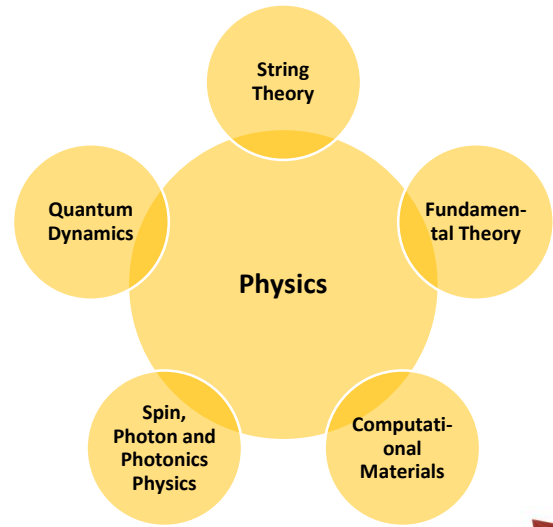 String
Theory
Quantum
Dynamics
Fundamen-
tal Theory
Physics
Spin,
Photon and
Photonics
Physics
Computati-
onal
Materials